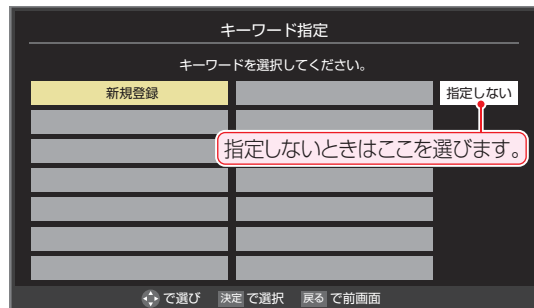 キーワード指定
キーワードを選択してください。
新規登録
指定しない
指定しないときはここを選びます。
で選び 決定 で選択 戻る で前画面